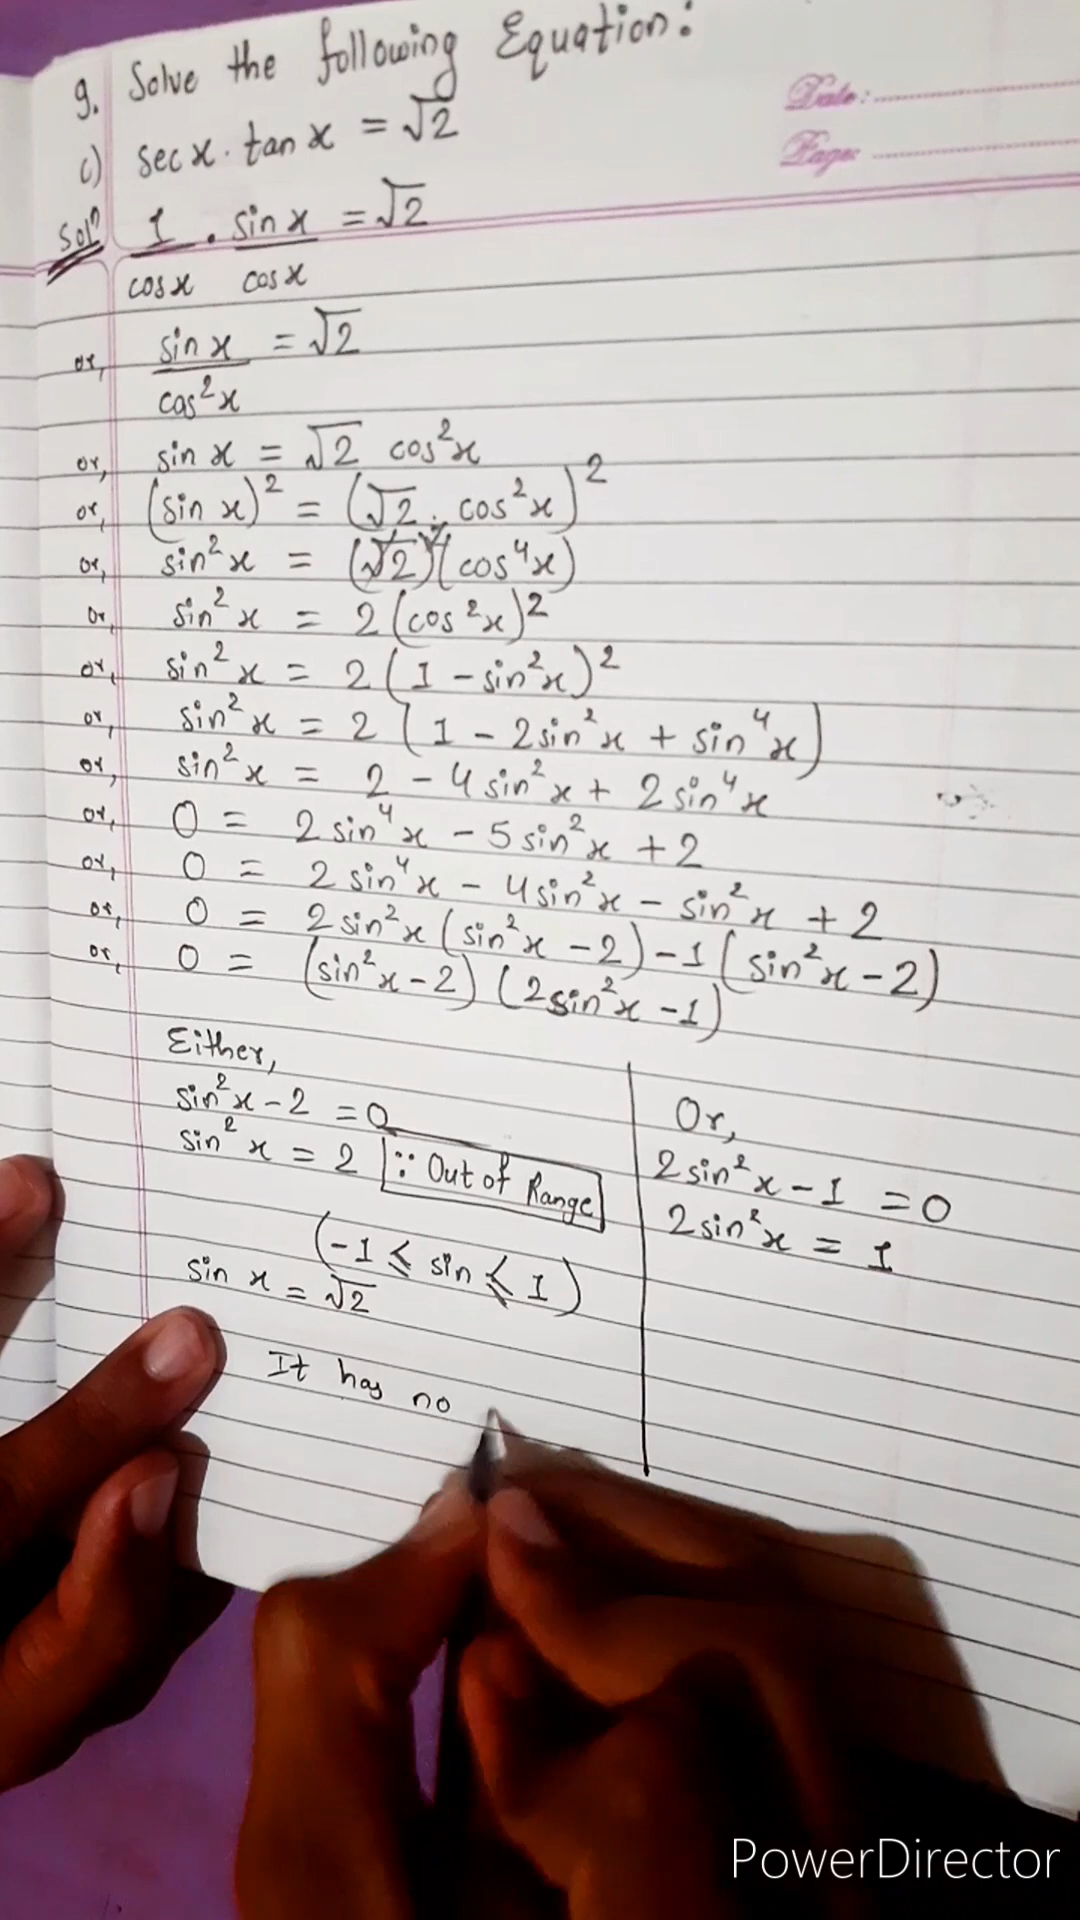 9. Solve the following Equation:
Date:
c) sec x . tan x = √2
Page:
Solⁿ 1/cos x . sin x/cos x = √2
or, sin x/cos²x = √2
or, sin x = √2 cos²x
or, (sin x)² = (√2 . cos²x)²
or, sin²x = (√2)² (cos⁴x)
or, sin²x = 2 (cos²x)²
or, sin²x = 2 (1 - sin²x)²
or, sin²x = 2 (1 - 2sin²x + sin⁴x)
or, sin²x = 2 - 4sin²x + 2sin⁴x
or, 0 = 2sin⁴x - 5sin²x + 2
or, 0 = 2sin⁴x - 4sin²x - sin²x + 2
or, 0 = 2sin²x (sin²x - 2) - 1 (sin²x - 2)
or, 0 = (sin²x - 2) (2sin²x - 1)
Either,
sin²x - 2 = 0
sin²x = 2 ∵ Out of Range
(-1 ≤ sin ≤ 1)
sin x = √2
It has no
Or,
2sin²x - 1 = 0
2sin²x = 1
PowerDirector